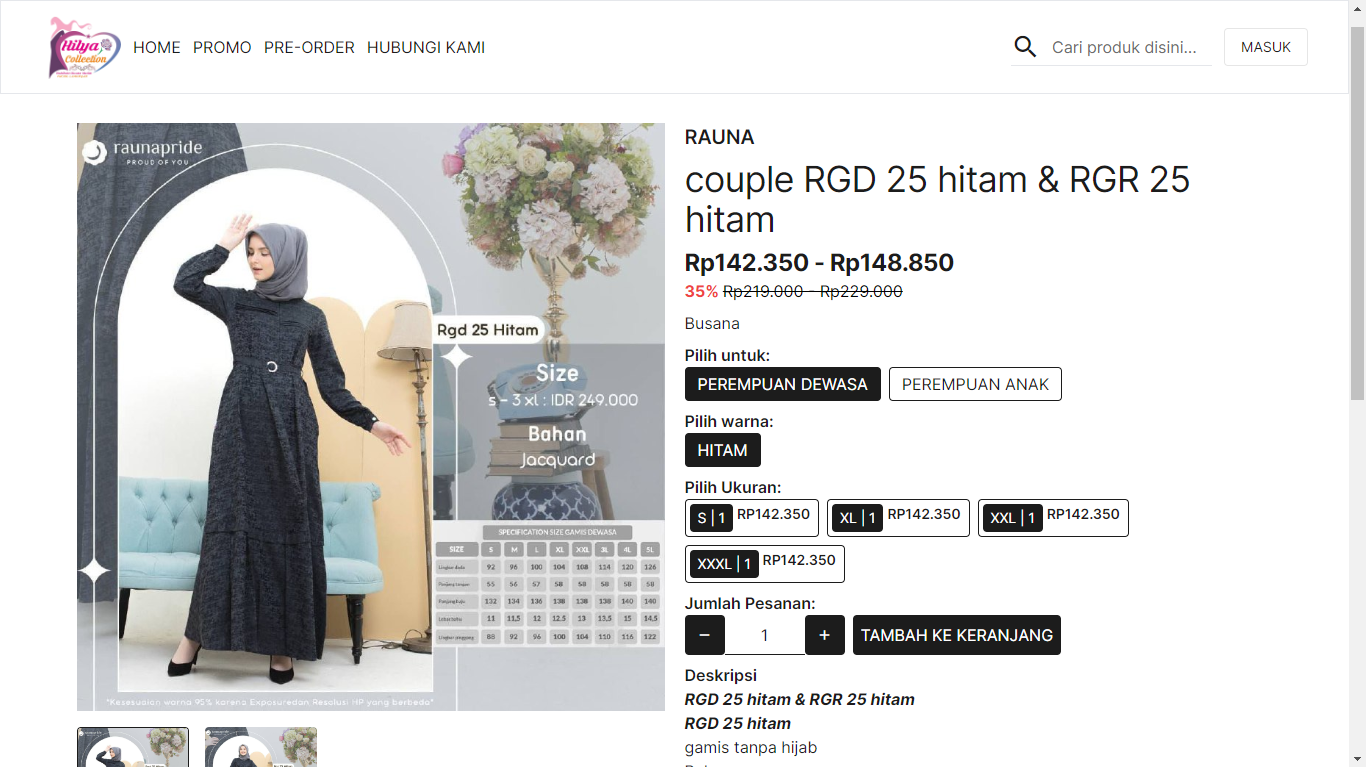 Hilya
Collection
HOME PROMO PRE-ORDER HUBUNGI KAMI
Cari produk disini...
MASUK
raunapride
PROUD OF YOU
Rgd 25 Hitam
Size
s - 3 xl : IDR 249.000
Bahan
Jacquard
SPECIFICATION SIZE GAMIS DEWASA
SIZE S M L XL XXL 3L 4L 5L
Lingkar dada 92 96 100 104 108 114 120 126
Panjang tangan 55 56 57 58 58 58 58 58
Panjang baju 132 134 136 138 138 138 140 140
11 11,5 12 12,5 13 13,5 15 14,5
Lingkar pinggang 88 92 96 100 104 110 116 122
"Kesesuaian warna 95% karena Exposuredan Resolusi HP yang berbeda"
RAUNA
couple RGD 25 hitam & RGR 25
hitam
Rp142.350 - Rp148.850
35% Rp219.000 - Rp229.000
Busana
Pilih untuk:
PEREMPUAN DEWASA PEREMPUAN ANAK
Pilih warna:
HITAM
Pilih Ukuran:
S | 1 RP142.350 XL | 1 RP142.350 XXL | 1 RP142.350
XXXL | 1 RP142.350
Jumlah Pesanan:
− 1 + TAMBAH KE KERANJANG
Deskripsi
RGD 25 hitam & RGR 25 hitam
RGD 25 hitam
gamis tanpa hijab